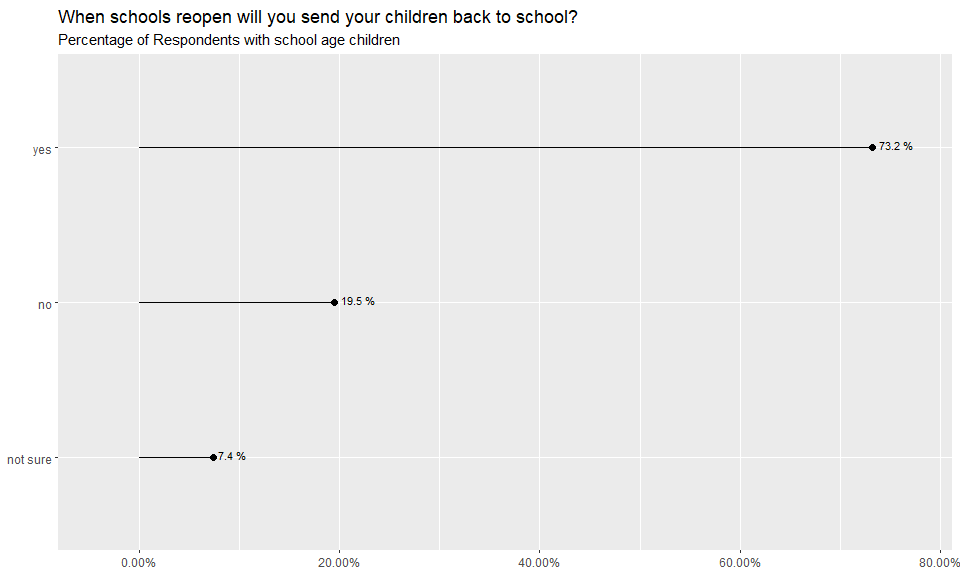 When schools reopen will you send your children back to school?
Percentage of Respondents with school age children
yes
73.2 %
no
19.5 %
not sure
7.4 %
0.00% 20.00% 40.00% 60.00% 80.00%